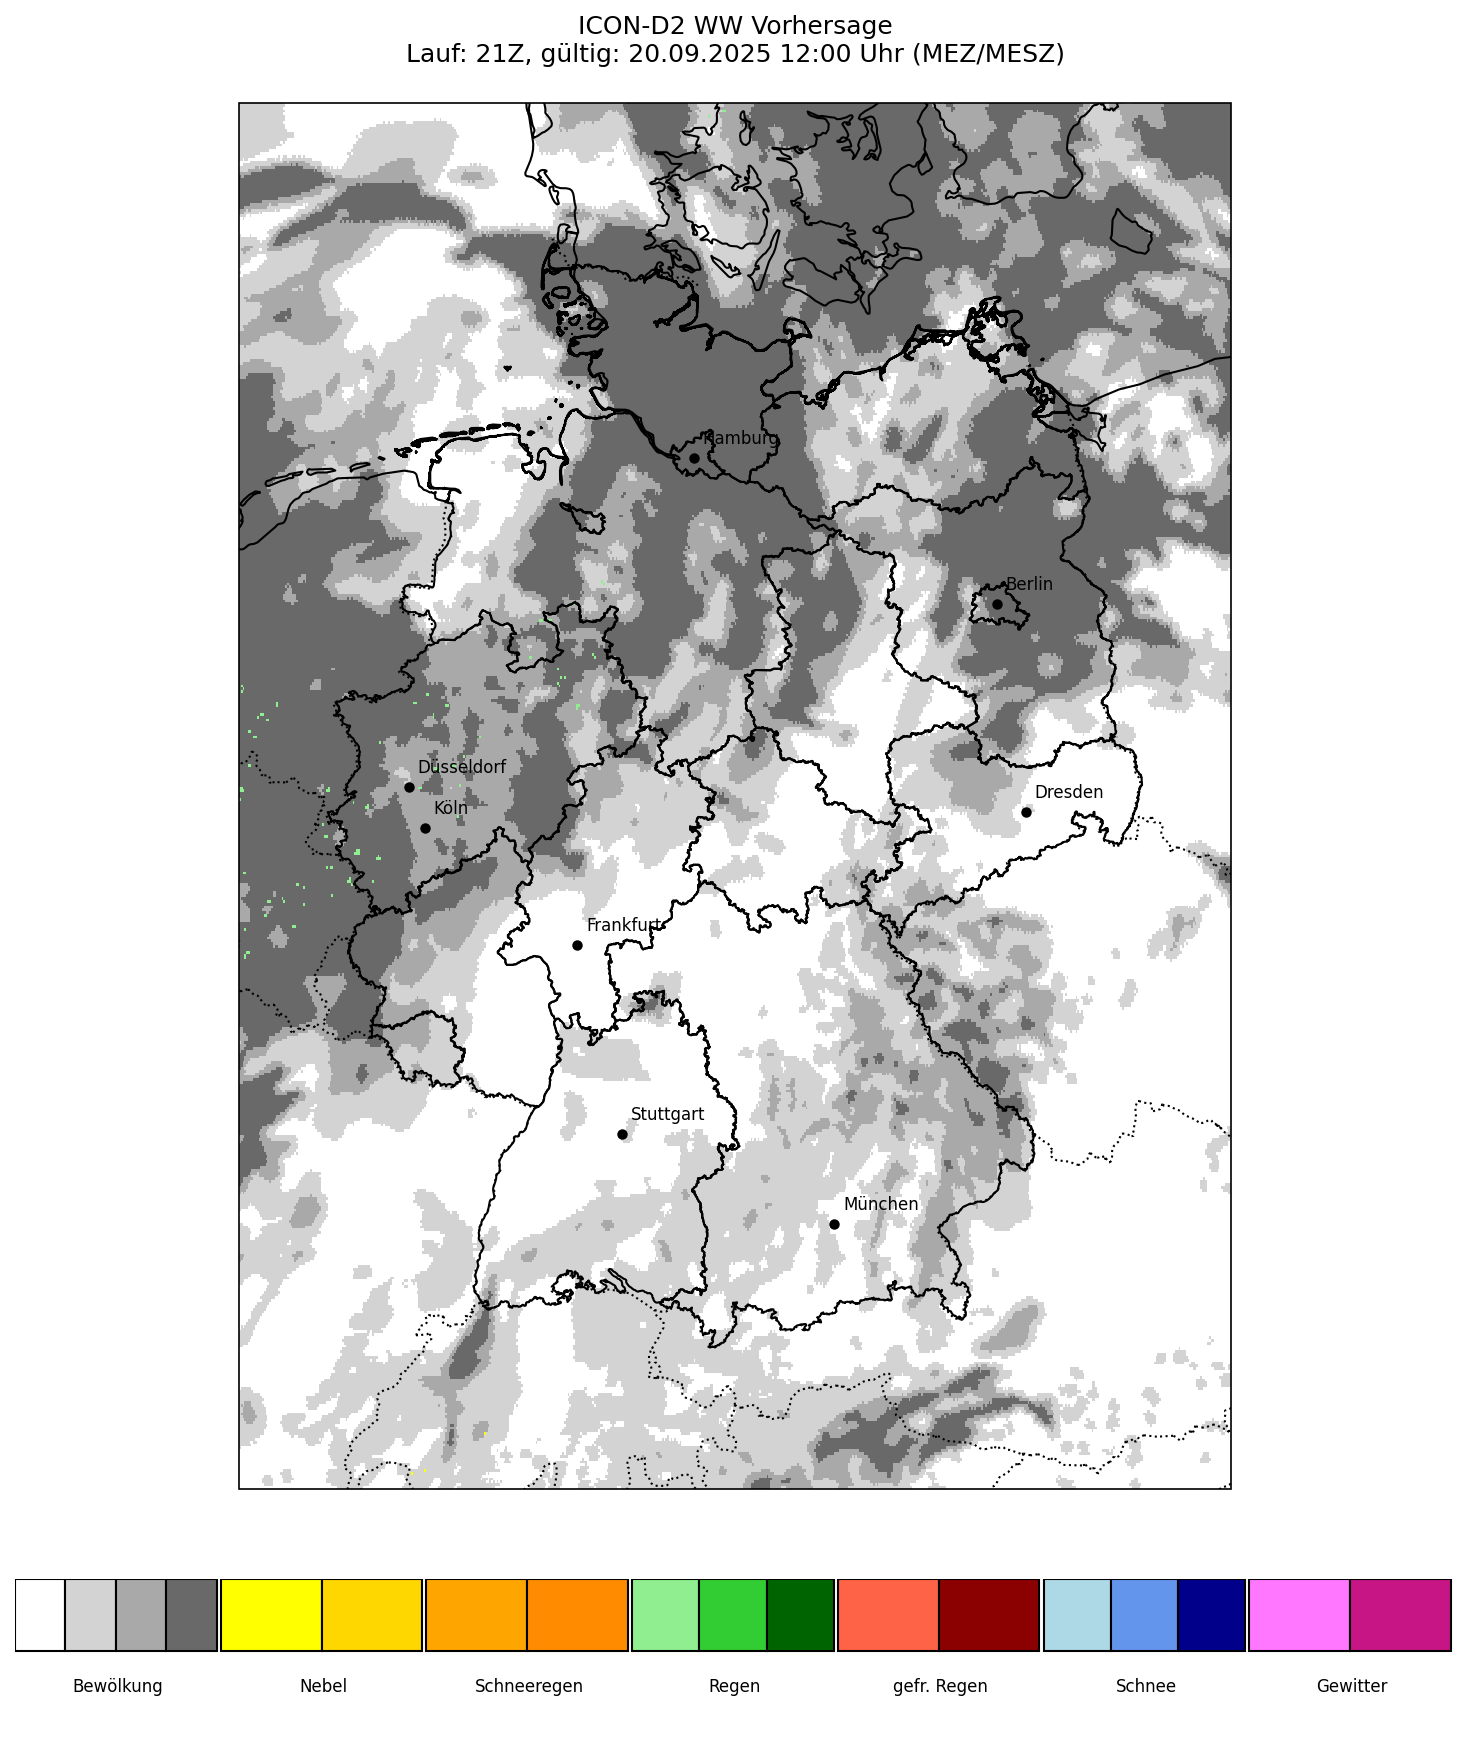 ICON-D2 WW Vorhersage
Lauf: 21Z, gültig: 20.09.2025 12:00 Uhr (MEZ/MESZ)
Hamburg
Berlin
Düsseldorf
Köln
Dresden
Frankfurt
Stuttgart
München
Bewölkung
Nebel
Schneeregen
Regen
gefr. Regen
Schnee
Gewitter